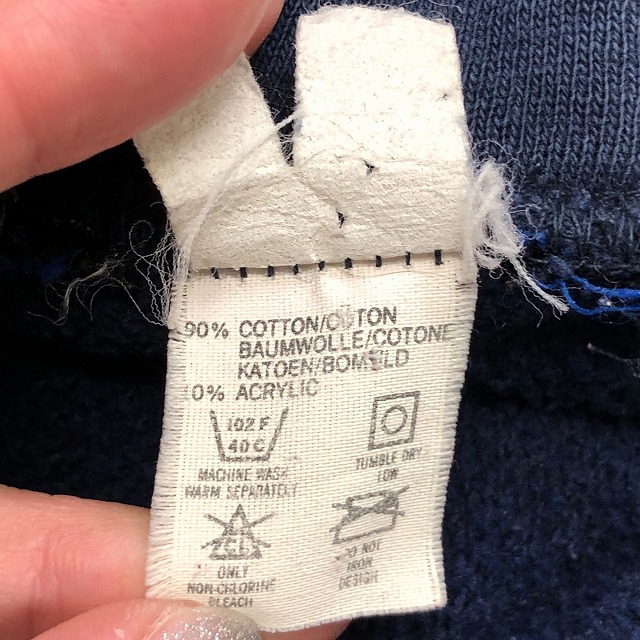 90% COTTON/COTON
BAUMWOLLE/COTONE
KATOEN/BOMULD
10% ACRYLIC
102 F
40 C
MACHINE WASH
WARM SEPARATELY
TUMBLE DRY
LOW
CL
ONLY
NON-CHLORINE
BLEACH
DO NOT
IRON
DESIGN